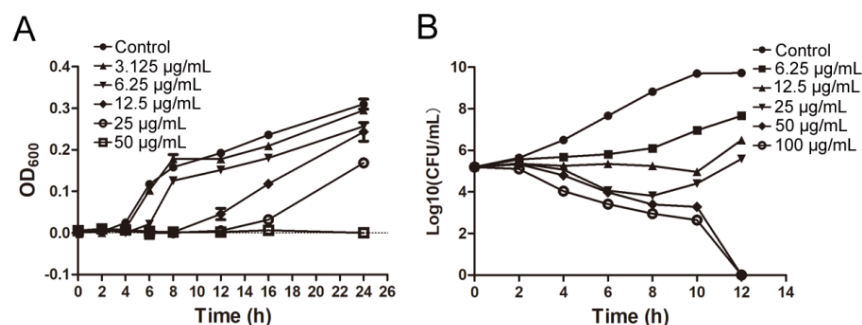 A
Control
3.125 µg/mL
6.25 µg/mL
12.5 µg/mL
25 µg/mL
50 µg/mL
0.4
0.3
0.2
0.1
0.0
-0.1
OD600
0 2 4 6 8 10 12 14 16 18 20 22 24 26
Time (h)
B
Control
6.25 µg/mL
12.5 µg/mL
25 µg/mL
50 µg/mL
100 µg/mL
10
8
6
4
2
0
Log10(CFU/mL)
0 2 4 6 8 10 12 14
Time (h)